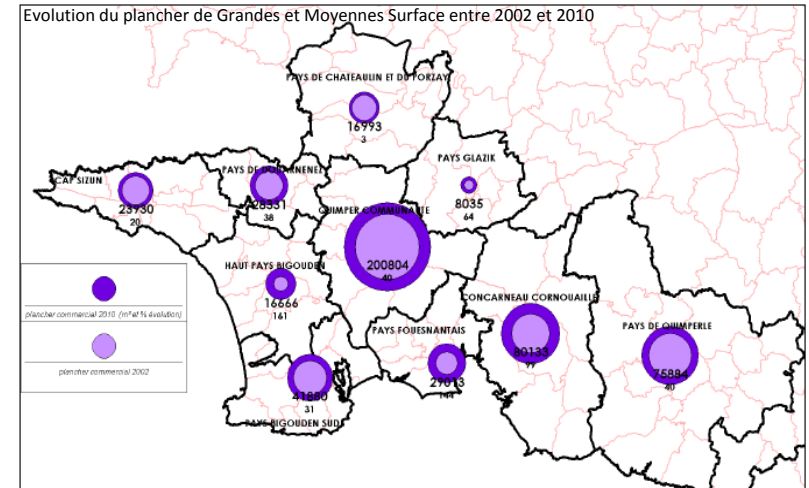 Evolution du plancher de Grandes et Moyennes Surface entre 2002 et 2010
PAYS DE CHATEAULIN ET DU PORZAY
16993
3
PAYS GLAZIK
8035
64
CAP SIZUN
23930
20
PAYS DE DOUARNENEZ
28331
38
QUIMPER COMMUNAUTE
200804
40
HAUT PAYS BIGOUDEN
16666
161
plancher commercial 2010 (m² et % évolution)
plancher commercial 2002
CONCARNEAU CORNOUAILLE
80133
99
PAYS DE QUIMPERLE
75884
40
PAYS FOUESNANTAIS
29013
144
41880
31
PAYS BIGOUDEN SUD